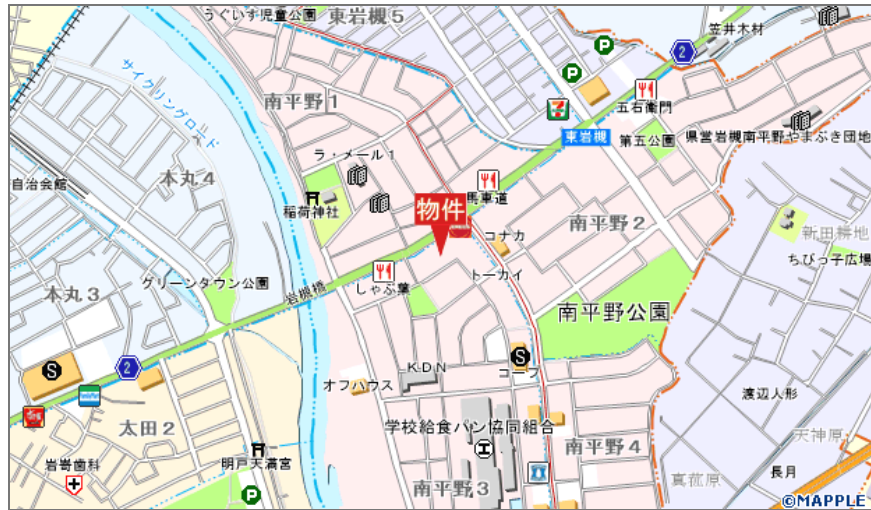 うぐいす児童公園
東岩槻5
笠井木材
2
サイクリングロード
南平野1
P
P
7
五右衛門
東岩槻
第五公園
県営岩槻南平野やまぶき団地
ラ・メール1
本丸4
自治会館
稲荷神社
馬車道
物件
コナカ
南平野2
新田耕地
ちびっ子広場
グリーンタウン公園
トーカイ
しゃぶ葉
岩槻橋
本丸3
南平野公園
S
2
KDN
S
コープ
オフハウス
渡辺人形
太田2
学校給食パン協同組合
天神原
南平野4
岩嵜歯科
明戸天満宮
真菰原
長月
南平野3
P
©MAPPLE